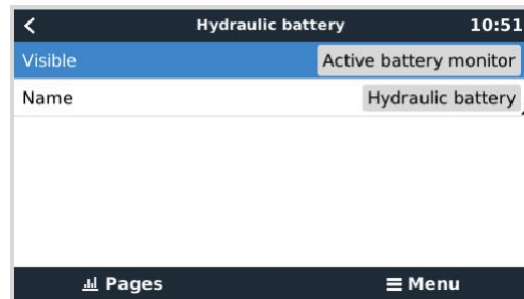 Hydraulic battery 10:51
Visible Active battery monitor
Name Hydraulic battery
Pages Menu